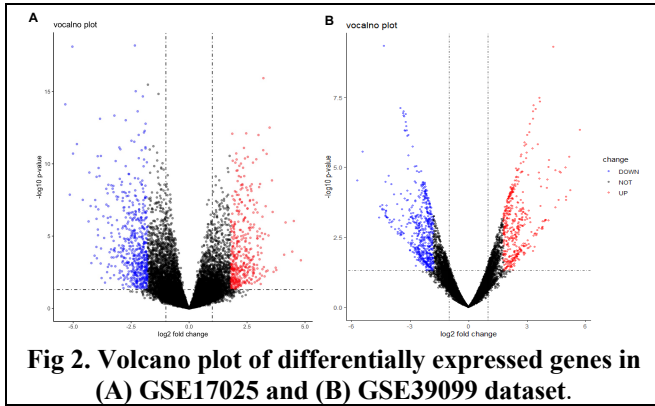 A
vocalno plot
15
10
5
0
-log10 p-value
-5.0
-2.5
0.0
2.5
5.0
log2 fold change
B
vocalno plot
7.5
5.0
2.5
0.0
-log10 p-value
-6
-3
0
3
6
log2 fold change
change
DOWN
NOT
UP
Fig 2. Volcano plot of differentially expressed genes in
(A) GSE17025 and (B) GSE39099 dataset.